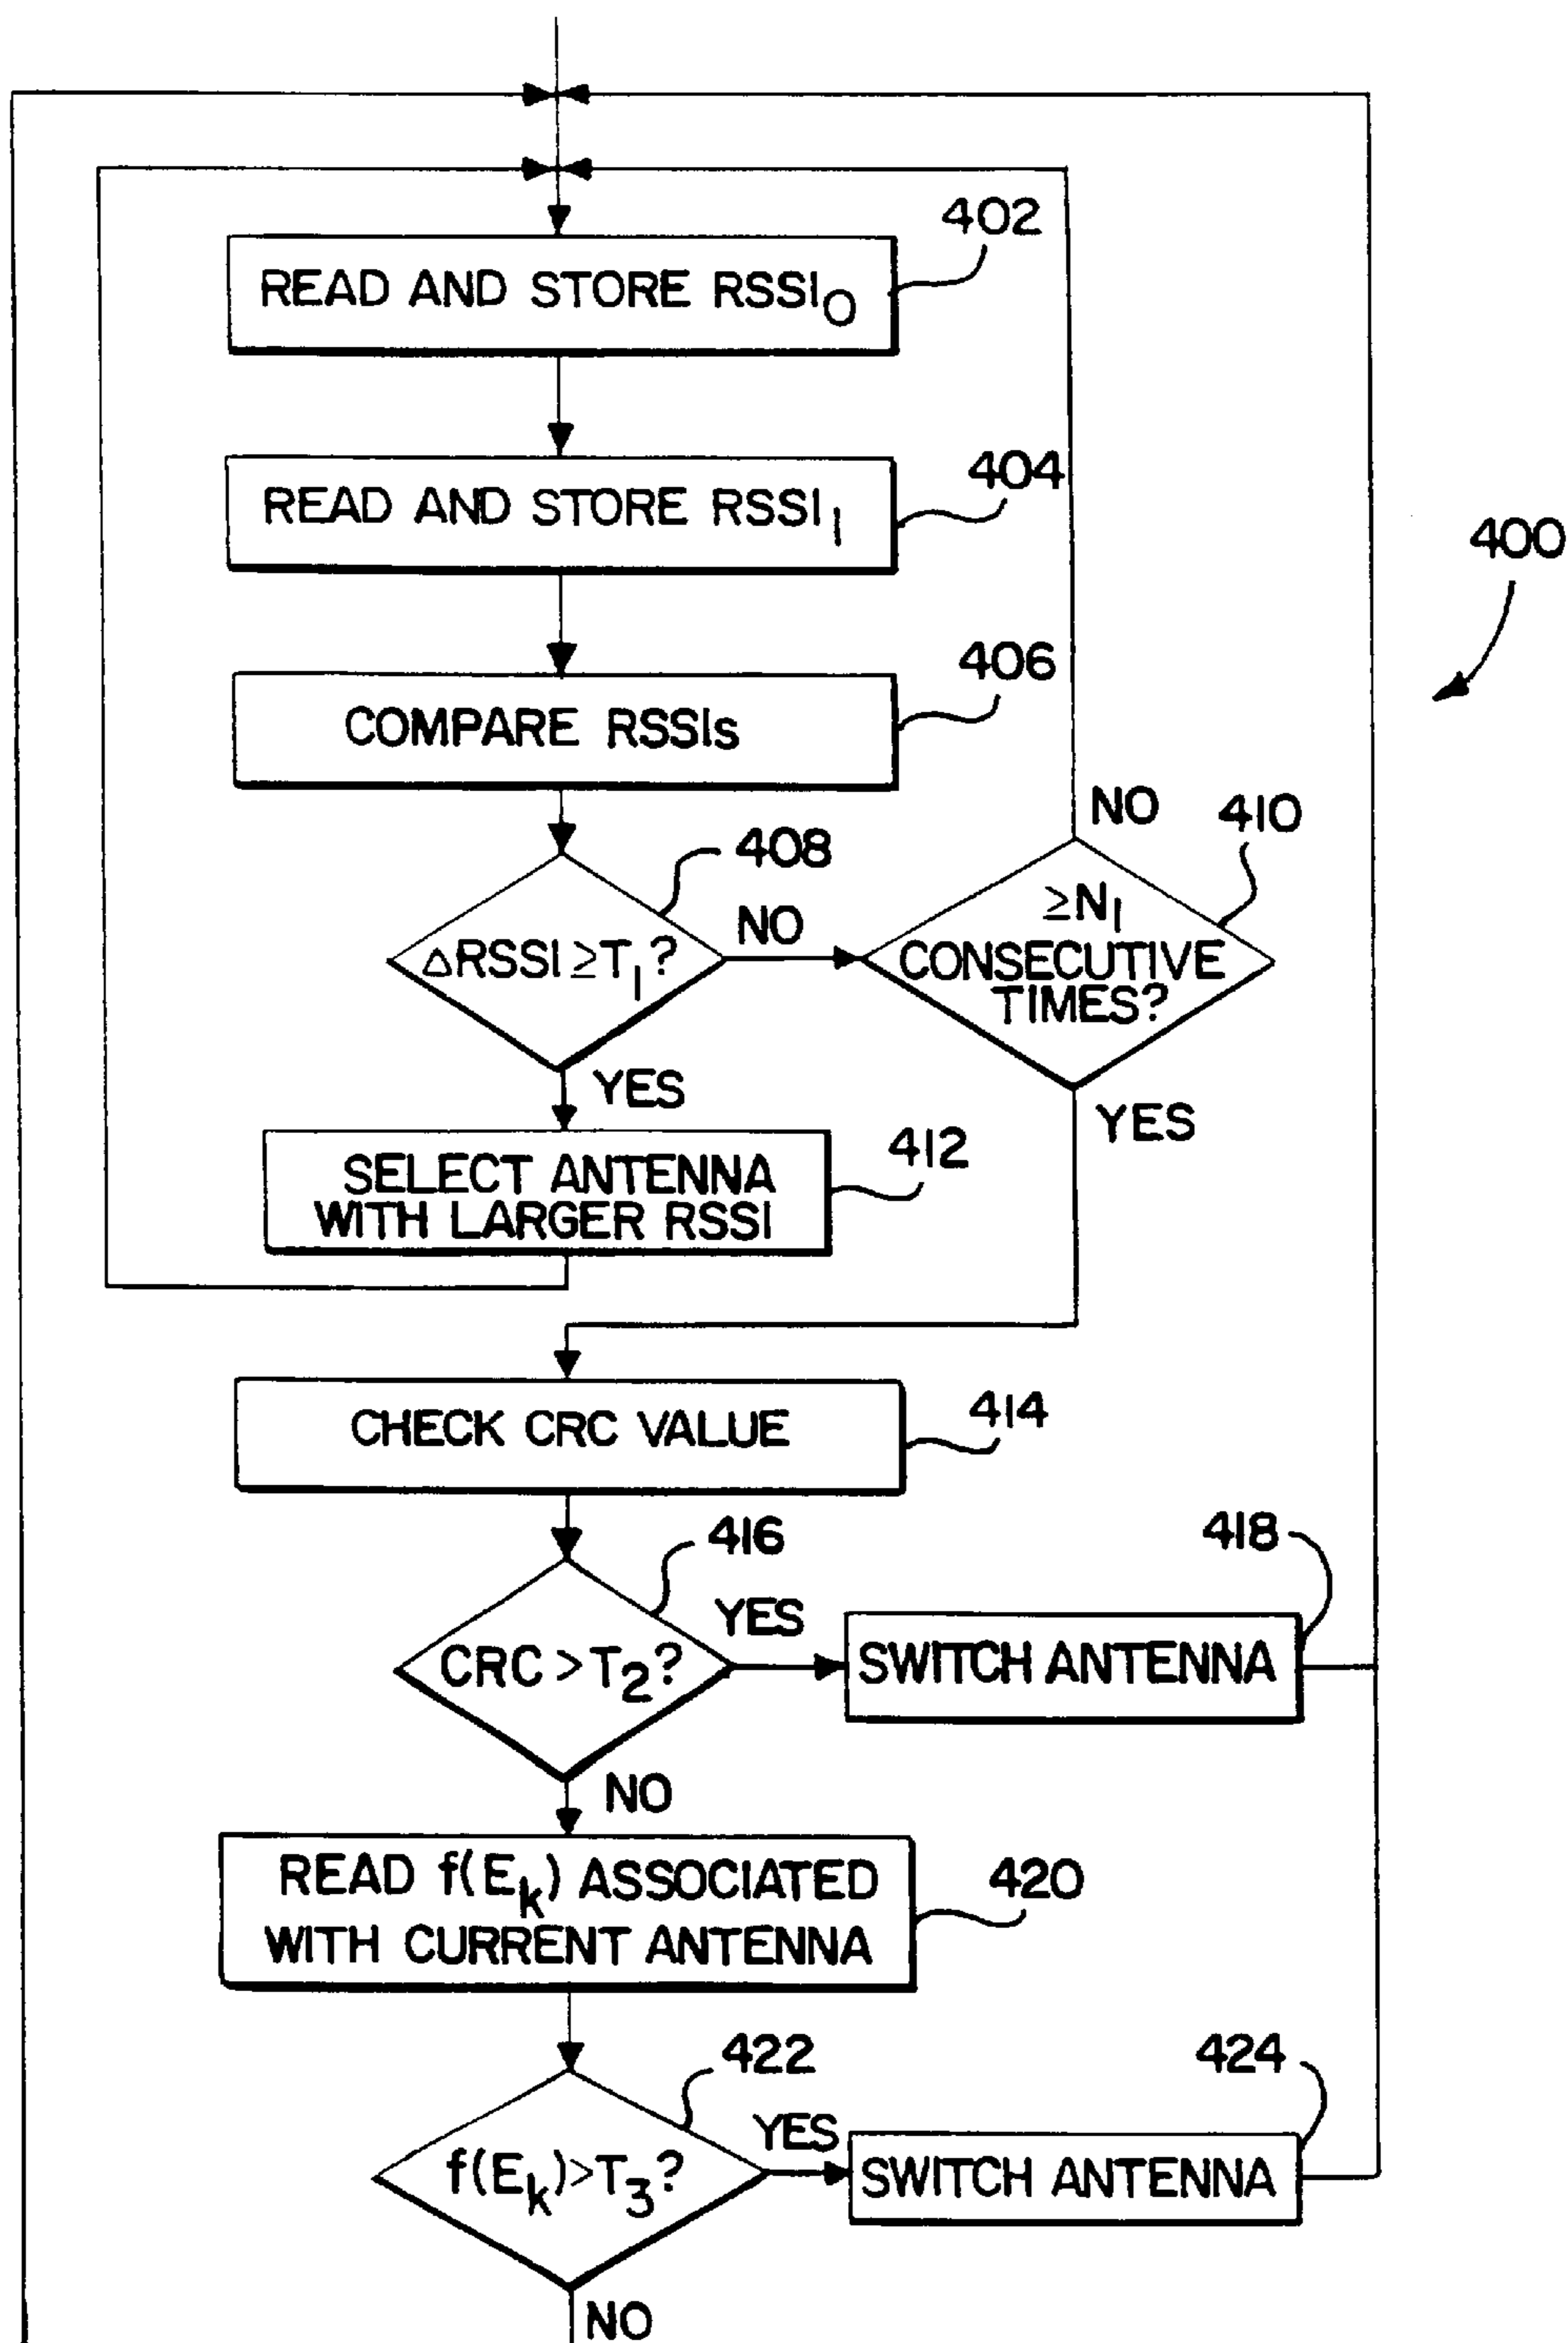 402
READ AND STORE RSSI0
404
READ AND STORE RSSI1
400
406
COMPARE RSSIs
NO
410
408
≥N1
CONSECUTIVE
TIMES?
NO
ΔRSSI ≥T1?
YES
YES
412
SELECT ANTENNA
WITH LARGER RSSI
414
CHECK CRC VALUE
416
418
YES
CRC >T2?
SWITCH ANTENNA
NO
READ f(Ek) ASSOCIATED
WITH CURRENT ANTENNA
420
422
424
YES
f(Ek)>T3?
SWITCH ANTENNA
NO